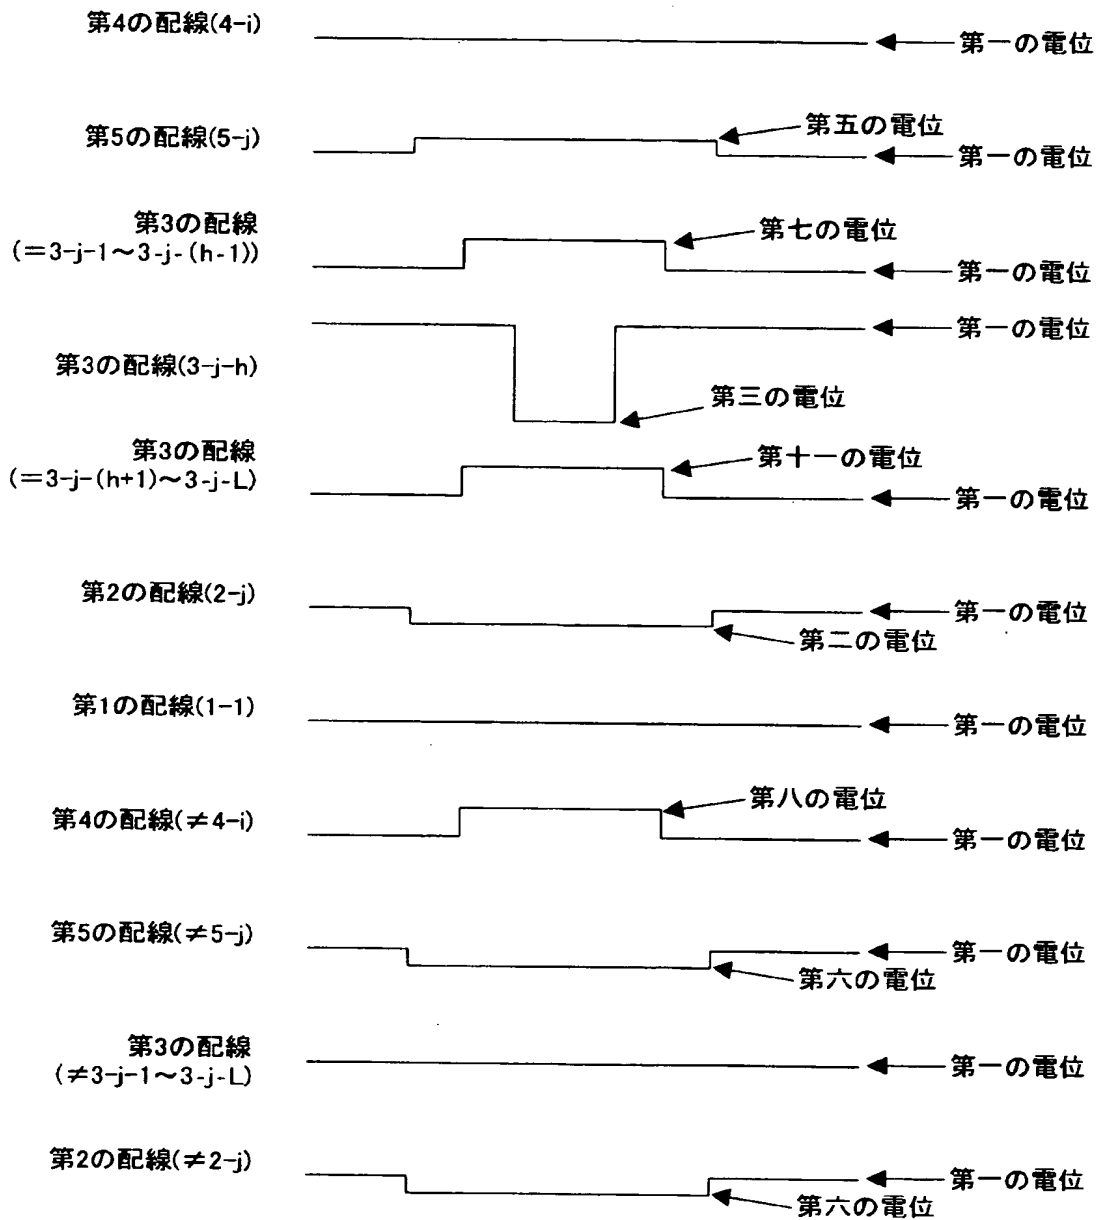 第4の配線(4-i)
第一の電位
第5の配線(5-j)
第五の電位
第一の電位
第3の配線
(=3-j-1～3-j-(h-1))
第七の電位
第一の電位
第3の配線(3-j-h)
第一の電位
第三の電位
第3の配線
(=3-j-(h+1)～3-j-L)
第十一の電位
第一の電位
第2の配線(2-j)
第一の電位
第二の電位
第1の配線(1-1)
第一の電位
第4の配線(≠4-i)
第八の電位
第一の電位
第5の配線(≠5-j)
第一の電位
第六の電位
第3の配線
(≠3-j-1～3-j-L)
第一の電位
第2の配線(≠2-j)
第一の電位
第六の電位